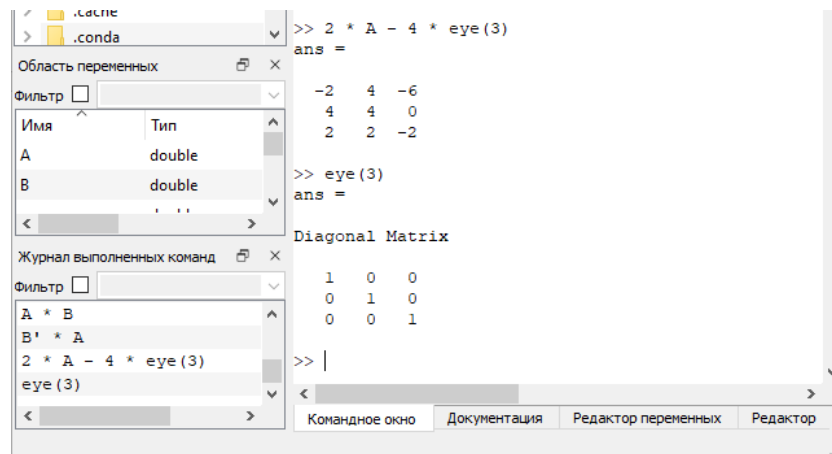 .cache
.conda
Область переменных
Фильтр
Имя Тип
A double
B double
Журнал выполненных команд
Фильтр
A * B
B' * A
2 * A - 4 * eye(3)
eye(3)
>> 2 * A - 4 * eye(3)
ans =
-2 4 -6
4 4 0
2 2 -2
>> eye(3)
ans =
Diagonal Matrix
1 0 0
0 1 0
0 0 1
>>
Командное окно Документация Редактор переменных Редактор